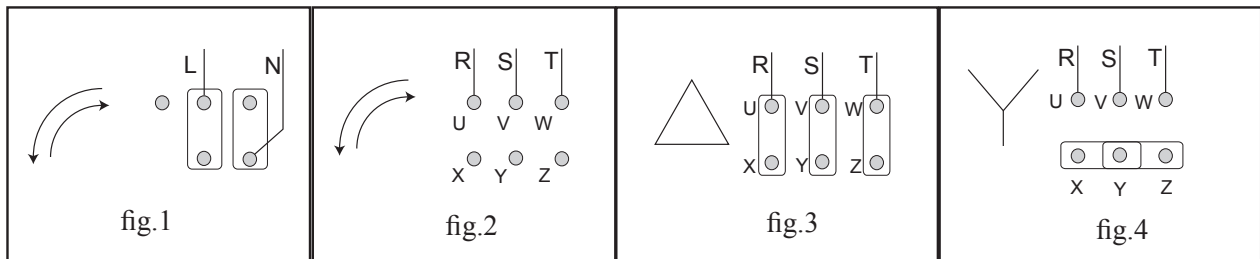 L N
fig.1
R S T
U V W
X Y Z
fig.2
R S T
U V W
X Y Z
fig.3
R S T
U V W
X Y Z
fig.4